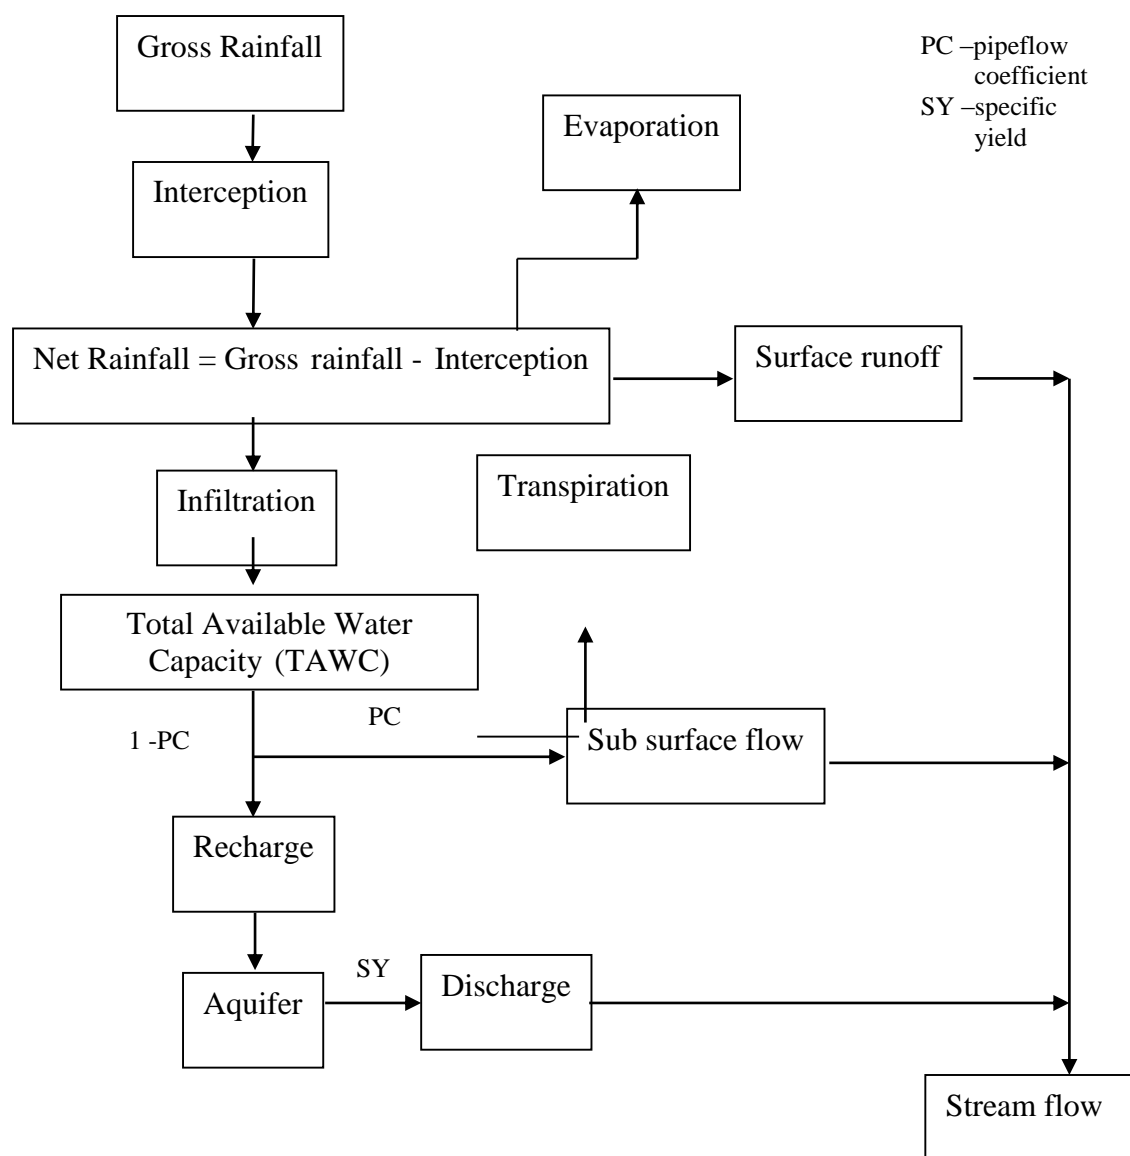 Gross Rainfall
PC –pipeflow
coefficient
SY –specific
yield
Evaporation
Interception
Net Rainfall = Gross rainfall - Interception
Surface runoff
Transpiration
Infiltration
Total Available Water
Capacity (TAWC)
PC
1 -PC
Sub surface flow
Recharge
SY
Discharge
Aquifer
Stream flow